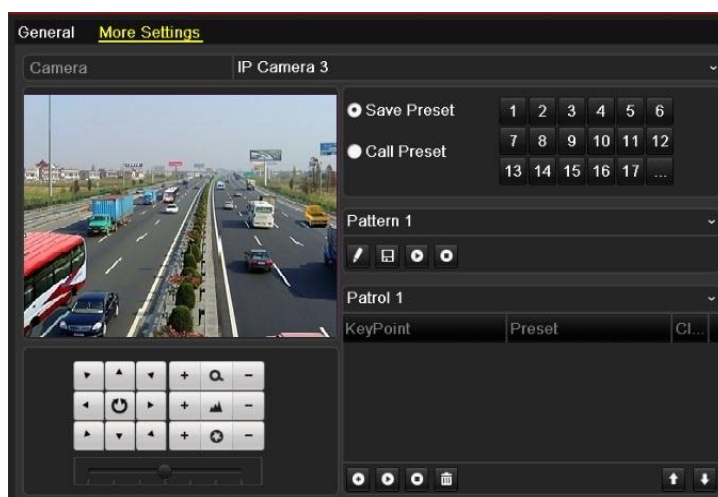 General More Settings
Camera IP Camera 3
Save Preset
Call Preset
1 2 3 4 5 6
7 8 9 10 11 12
13 14 15 16 17 ...
Pattern 1
Patrol 1
KeyPoint Preset Cl...